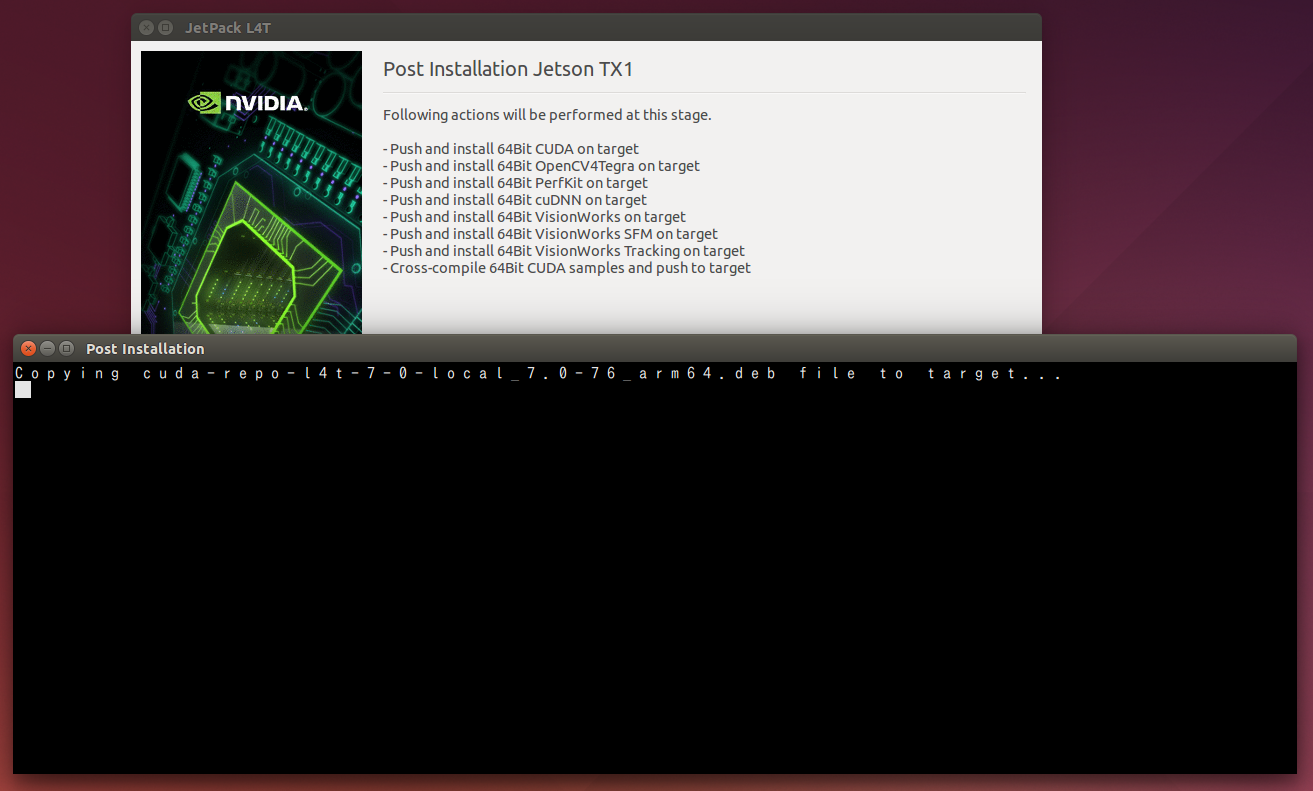 JetPack L4T
NVIDIA.
Post Installation Jetson TX1
Following actions will be performed at this stage.
- Push and install 64Bit CUDA on target
- Push and install 64Bit OpenCV4Tegra on target
- Push and install 64Bit PerfKit on target
- Push and install 64Bit cuDNN on target
- Push and install 64Bit VisionWorks on target
- Push and install 64Bit VisionWorks SFM on target
- Push and install 64Bit VisionWorks Tracking on target
- Cross-compile 64Bit CUDA samples and push to target
Post Installation
Copying cuda-repo-l4t-7-0-local_7.0-76_arm64.deb file to target...